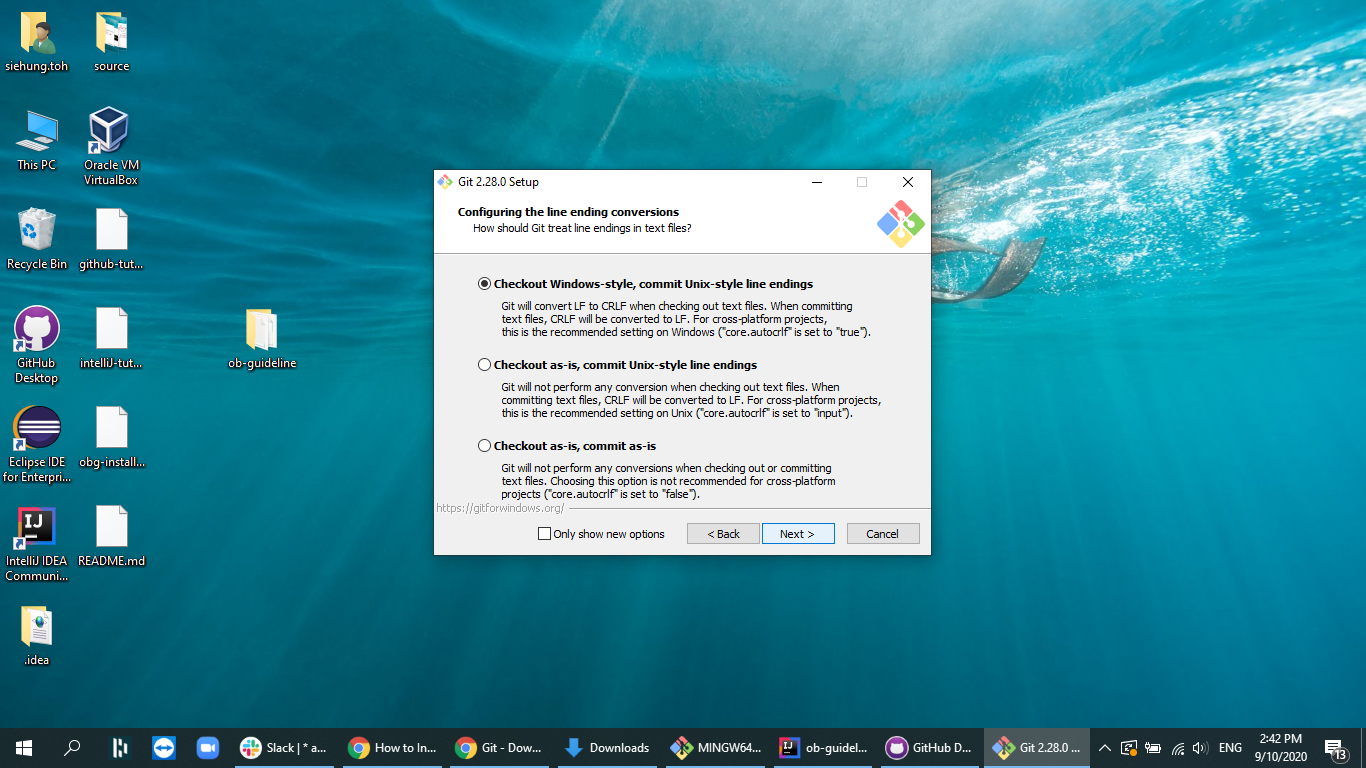 siehung.toh
source
This PC
Oracle VM
VirtualBox
Recycle Bin
github-tut...
GitHub
Desktop
intelliJ-tut...
ob-guideline
Eclipse IDE
for Enterpri...
obg-install...
IntelliJ IDEA
Communi...
README.md
.idea
Git 2.28.0 Setup
Configuring the line ending conversions
How should Git treat line endings in text files?
Checkout Windows-style, commit Unix-style line endings
Git will convert LF to CRLF when checking out text files. When committing
text files, CRLF will be converted to LF. For cross-platform projects,
this is the recommended setting on Windows ("core.autocrlf" is set to "true").
Checkout as-is, commit Unix-style line endings
Git will not perform any conversion when checking out text files. When
committing text files, CRLF will be converted to LF. For cross-platform projects,
this is the recommended setting on Unix ("core.autocrlf" is set to "input").
Checkout as-is, commit as-is
Git will not perform any conversions when checking out or committing
text files. Choosing this option is not recommended for cross-platform
projects ("core.autocrlf" is set to "false").
https://gitforwindows.org/
Only show new options
< Back
Next >
Cancel
Slack | * a...
How to In...
Git - Dow...
Downloads
MINGW64...
ob-guidel...
GitHub D...
Git 2.28.0 ...
ENG
2:42 PM
9/10/2020
13